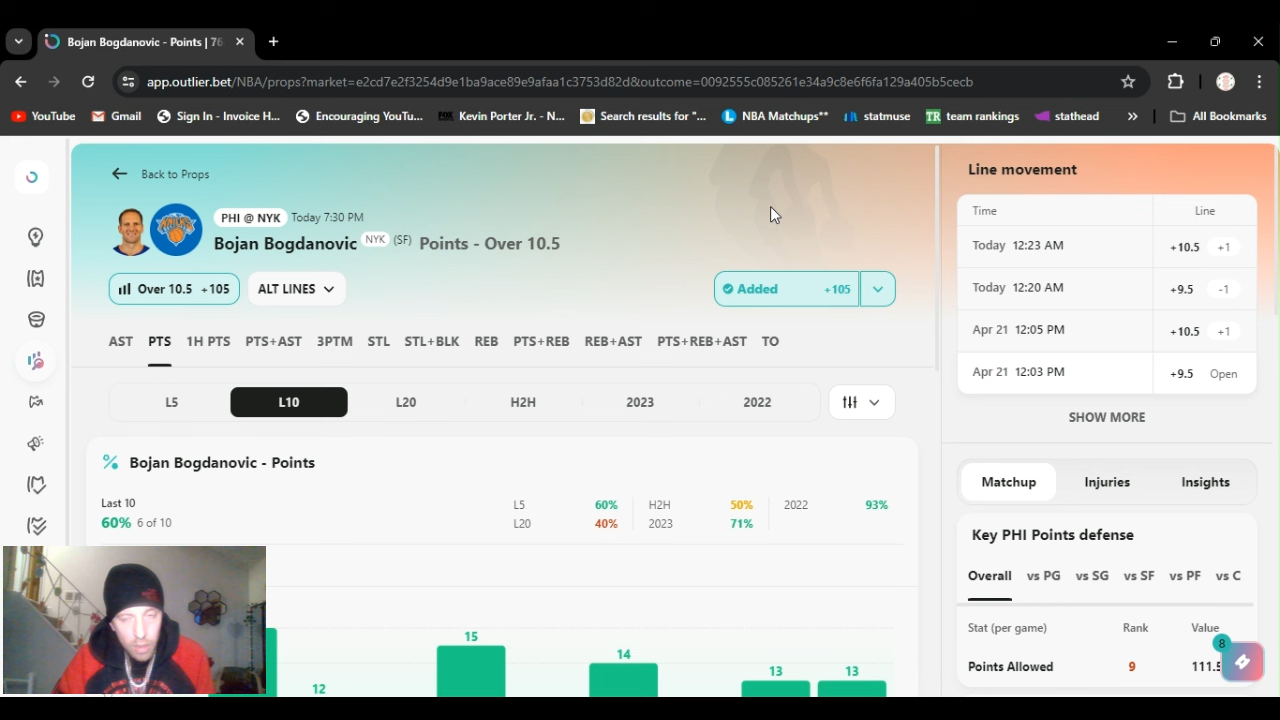 Bojan Bogdanovic - Points | 76
app.outlier.bet/NBA/props?market=e2cd7e2f3254d9e1ba9ace89e9afaa1c3753d82d&outcome=0092555c085261e34a9c8e6f6fa129a405b5cecb
YouTube Gmail Sign In - Invoice H... Encouraging YouTu... Kevin Porter Jr. - N... Search results for "... NBA Matchups** statmuse TR team rankings stathead All Bookmarks
Back to Props
PHI @ NYK Today 7:30 PM
Bojan Bogdanovic NYK (SF) Points - Over 10.5
Over 10.5 +105 ALT LINES Added +105
AST PTS 1H PTS PTS+AST 3PTM STL STL+BLK REB PTS+REB REB+AST PTS+REB+AST TO
L5 L10 L20 H2H 2023 2022
Bojan Bogdanovic - Points
Last 10
60% 6 of 10
L5 60% H2H 50% 2022 93%
L20 40% 2023 71%
15
14
13 13
12
Line movement
Time Line
Today 12:23 AM +10.5 +1
Today 12:20 AM +9.5 -1
Apr 21 12:05 PM +10.5 +1
Apr 21 12:03 PM +9.5 Open
SHOW MORE
Matchup Injuries Insights
Key PHI Points defense
Overall vs PG vs SG vs SF vs PF vs C
Stat (per game) Rank Value
8
Points Allowed 9 111.5